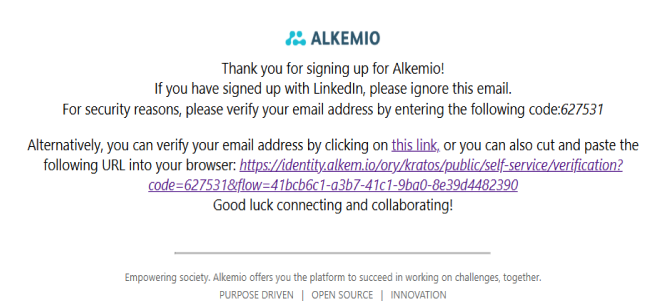 ALKEMIO
Thank you for signing up for Alkemio!
If you have signed up with LinkedIn, please ignore this email.
For security reasons, please verify your email address by entering the following code:627531
Alternatively, you can verify your email address by clicking on this link, or you can also cut and paste the
following URL into your browser: https://identity.alkem.io/ory/kratos/public/self-service/verification?
code=627531&flow=41bcb6c1-a3b7-41c1-9ba0-8e39d4482390
Good luck connecting and collaborating!
Empowering society. Alkemio offers you the platform to succeed in working on challenges, together.
PURPOSE DRIVEN | OPEN SOURCE | INNOVATION